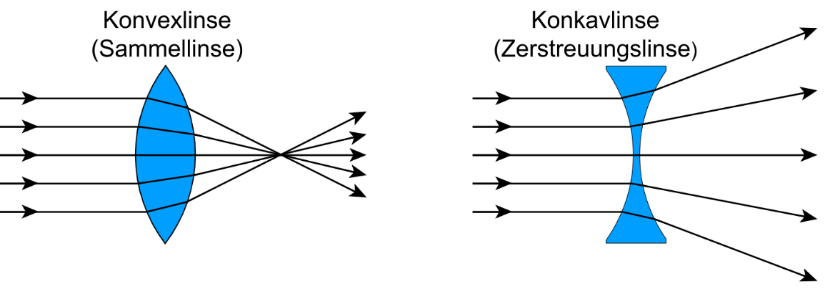 Konvexlinse
(Sammellinse)
Konkavlinse
(Zerstreuungslinse)